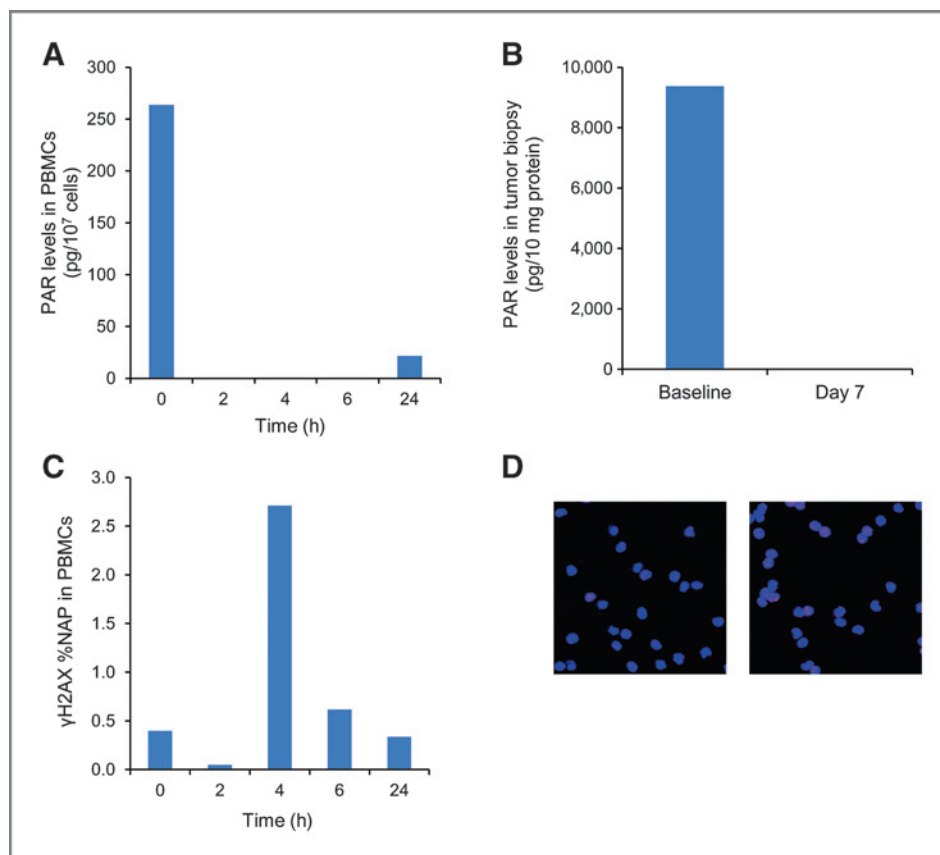 A
PAR levels in PBMCs
(pg/10⁷ cells)
300
250
200
150
100
50
0
0 2 4 6 24
Time (h)
B
PAR levels in tumor biopsy
(pg/10 mg protein)
10,000
8,000
6,000
4,000
2,000
0
Baseline Day 7
C
γH2AX %NAP in PBMCs
3.0
2.5
2.0
1.5
1.0
0.5
0.0
0 2 4 6 24
Time (h)
D